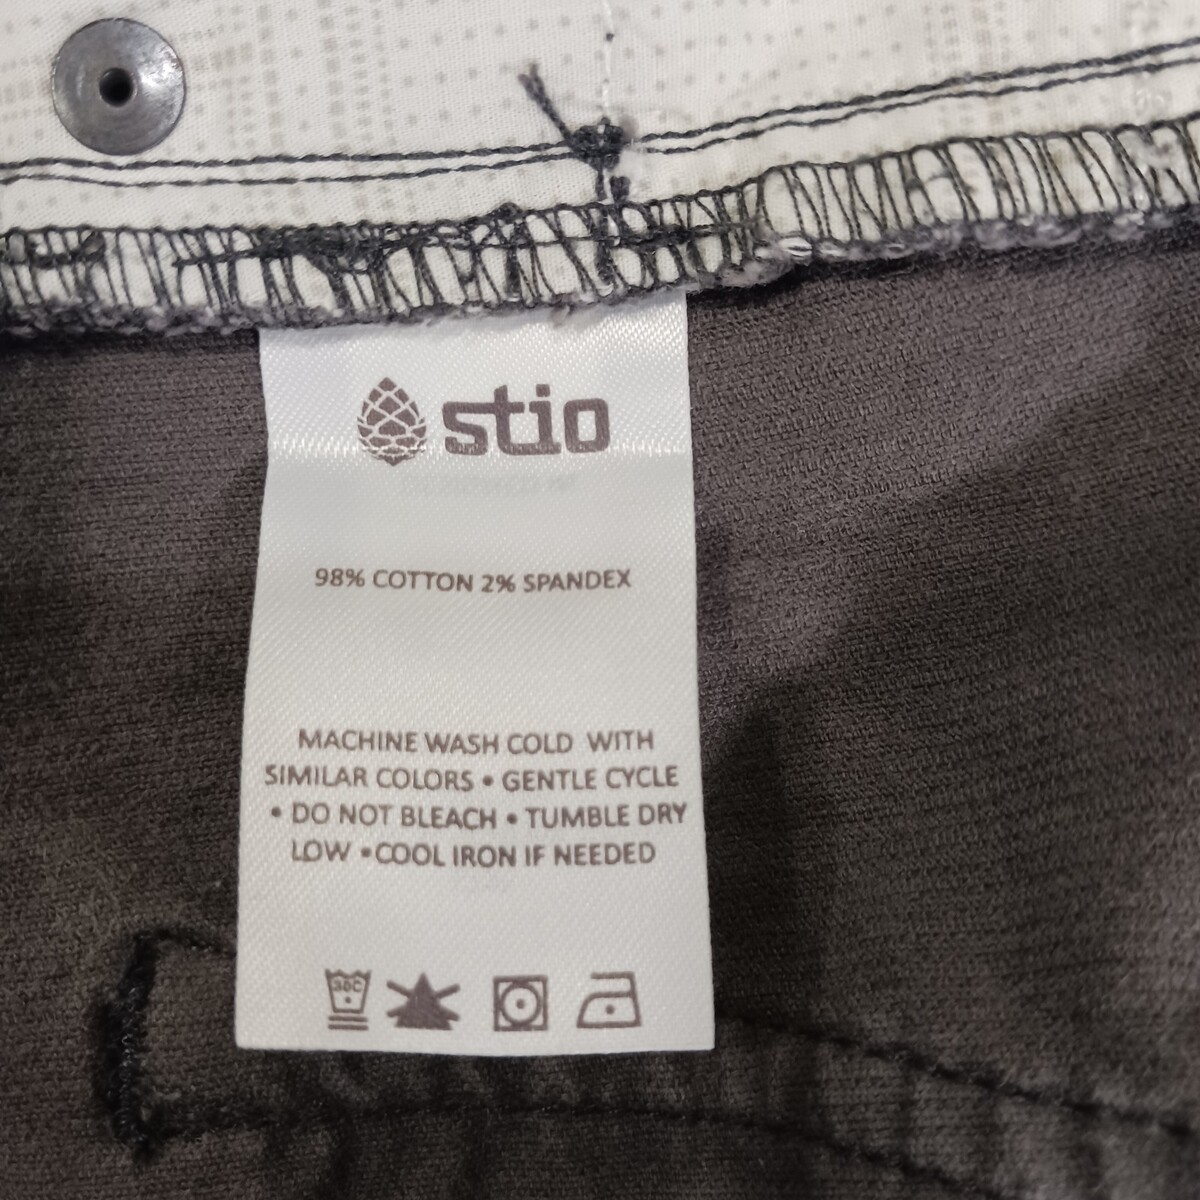 stio
98% COTTON 2% SPANDEX
MACHINE WASH COLD WITH
SIMILAR COLORS • GENTLE CYCLE
• DO NOT BLEACH • TUMBLE DRY
LOW • COOL IRON IF NEEDED
30C